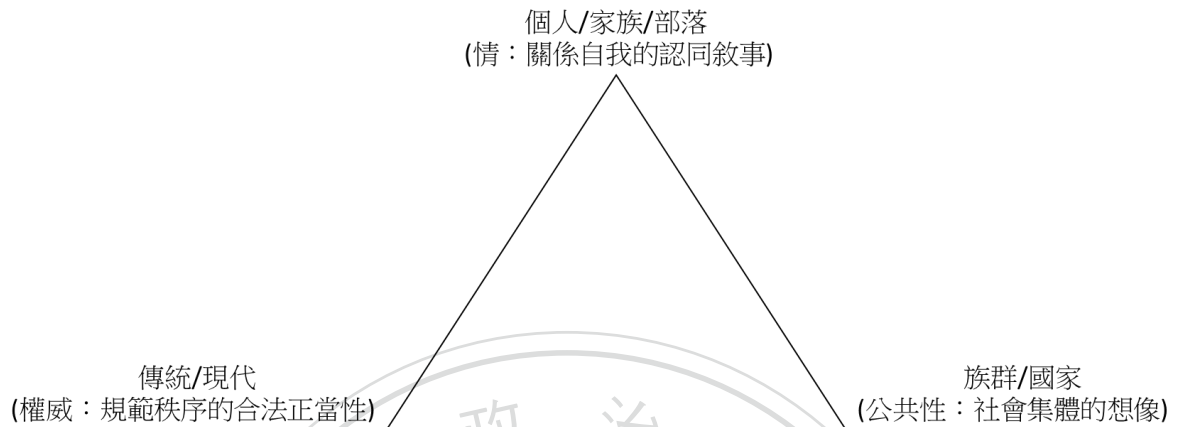 個人/家族/部落
(情：關係自我的認同敘事)
傳統/現代
(權威：規範秩序的合法正當性)
族群/國家
(公共性：社會集體的想像)
政治